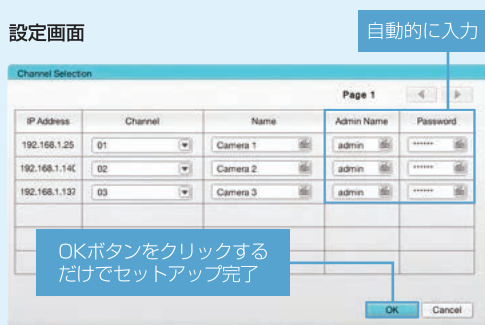 設定画面
自動的に入力
Channel Selection
Page 1
IP Address Channel Name Admin Name Password
192.168.1.25 01 Camera 1 admin ******
192.168.1.140 02 Camera 2 admin ******
192.168.1.137 03 Camera 3 admin ******
OKボタンをクリックする
だけでセットアップ完了
OK Cancel